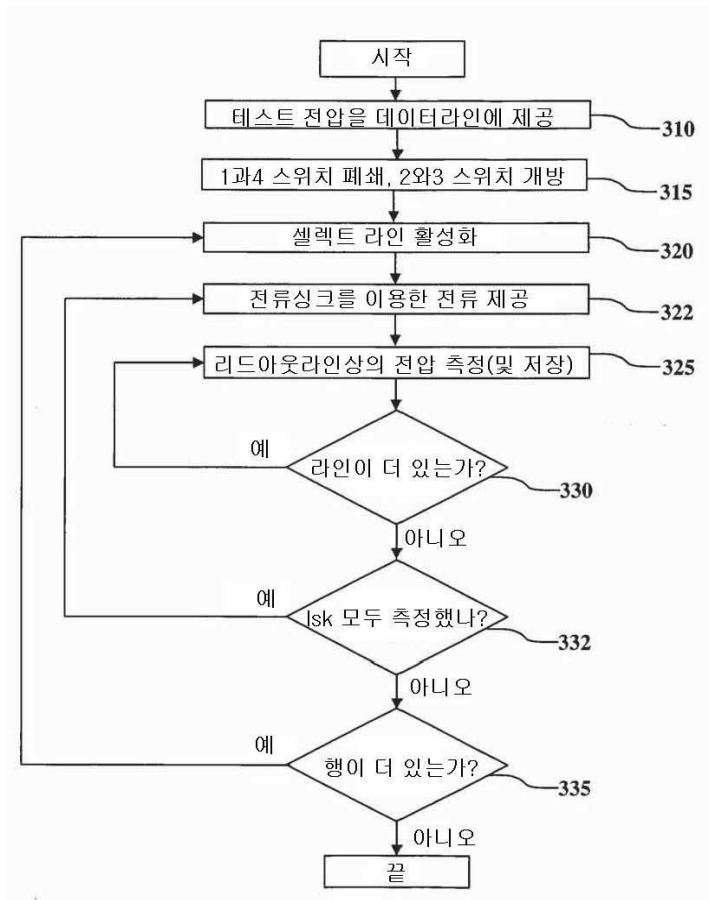 시작
테스트 전압을 데이터라인에 제공
310
1과4 스위치 폐쇄, 2와3 스위치 개방
315
셀렉트 라인 활성화
320
전류싱크를 이용한 전류 제공
322
리드아웃라인상의 전압 측정(및 저장)
325
예
라인이 더 있는가?
330
아니오
예
Isk 모두 측정했나?
332
아니오
예
행이 더 있는가?
335
아니오
끝